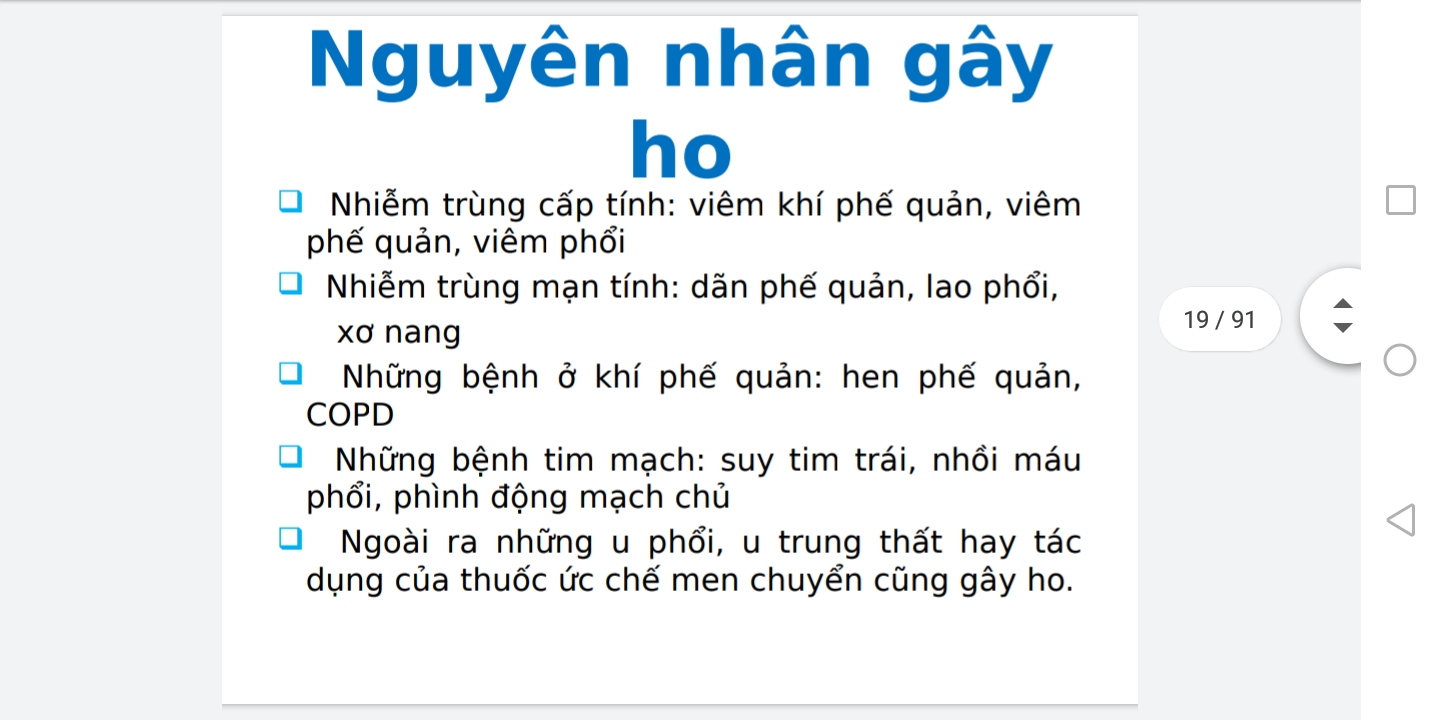 Nguyên nhân gây
ho
Nhiễm trùng cấp tính: viêm khí phế quản, viêm
phế quản, viêm phổi
Nhiễm trùng mạn tính: dãn phế quản, lao phổi,
xơ nang
Những bệnh ở khí phế quản: hen phế quản,
COPD
Những bệnh tim mạch: suy tim trái, nhồi máu
phổi, phình động mạch chủ
Ngoài ra những u phổi, u trung thất hay tác
dụng của thuốc ức chế men chuyển cũng gây ho.
19 / 91